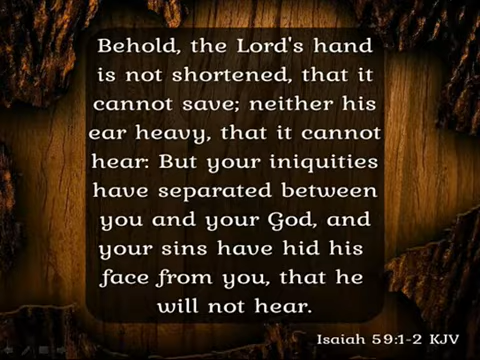 Behold, the Lord's hand
is not shortened, that it
cannot save; neither his
ear heavy, that it cannot
hear: But your iniquities
have separated between
you and your God, and
your sins have hid his
face from you, that he
will not hear.
Isaiah 59:1-2 KJV